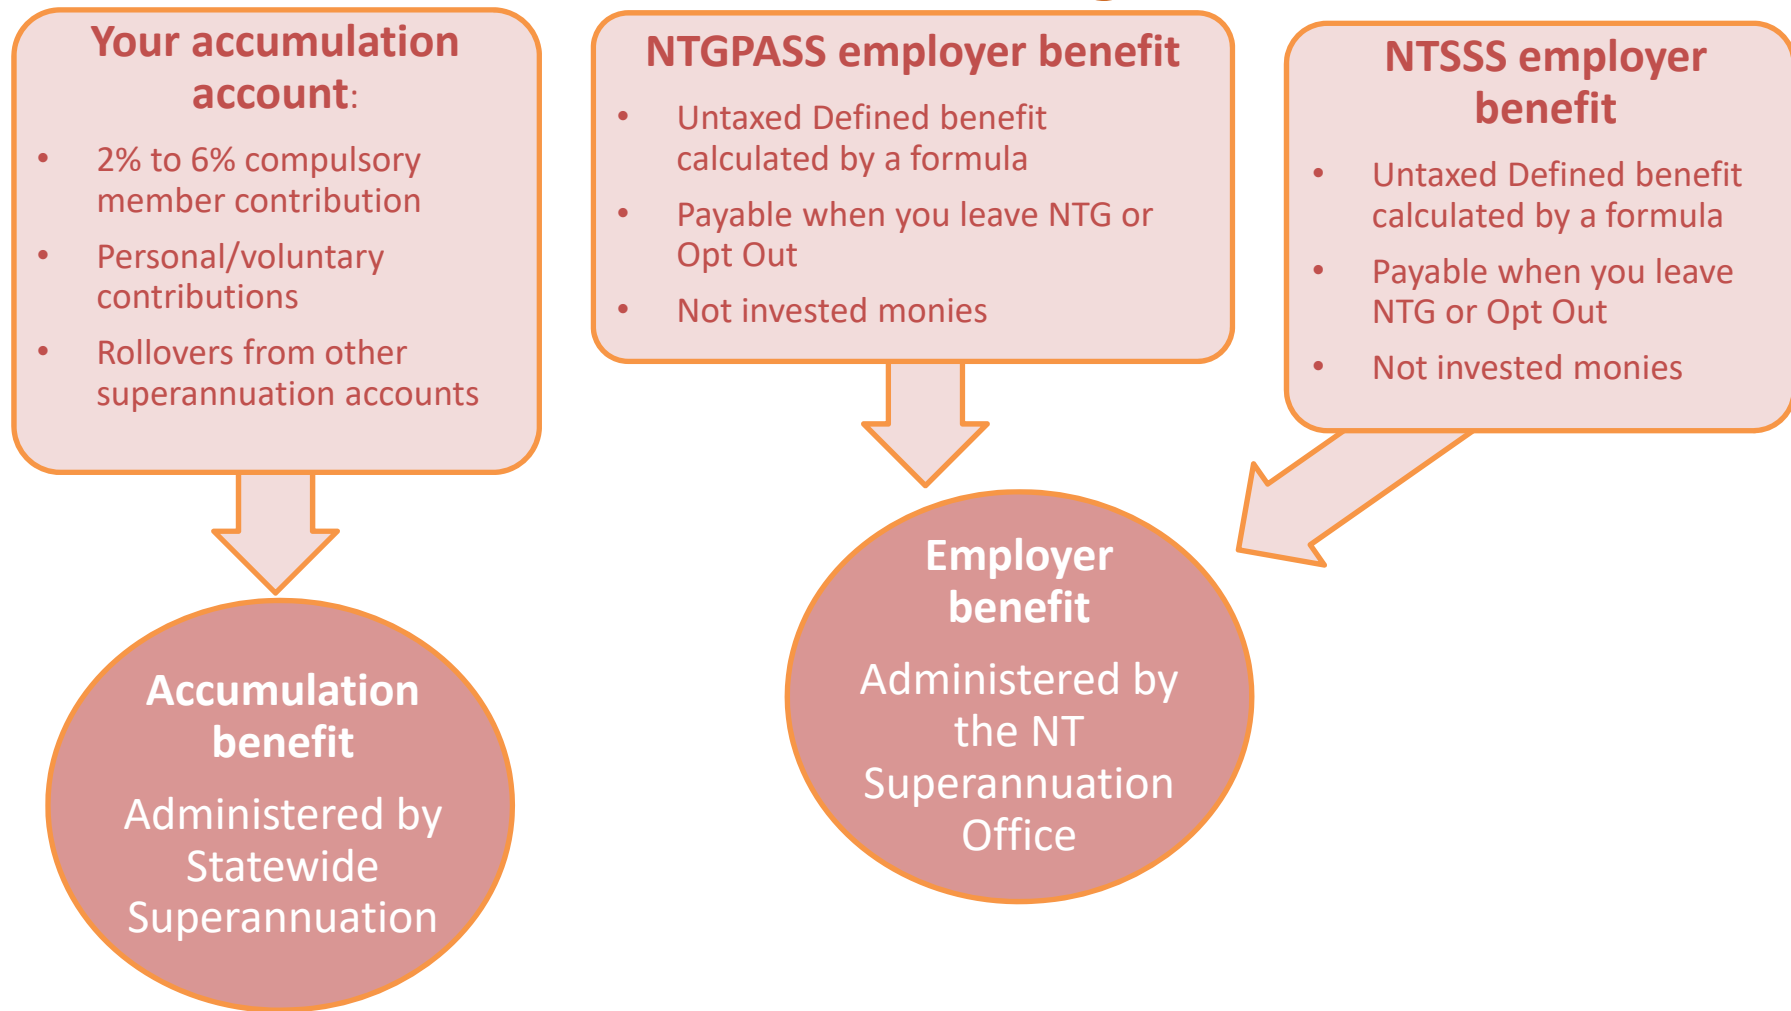 Your accumulation
account:
• 2% to 6% compulsory
member contribution
• Personal/voluntary
contributions
• Rollovers from other
superannuation accounts
NTGPASS employer benefit
• Untaxed Defined benefit
calculated by a formula
• Payable when you leave NTG or
Opt Out
• Not invested monies
NTSSS employer
benefit
• Untaxed Defined benefit
calculated by a formula
• Payable when you leave
NTG or Opt Out
• Not invested monies
Accumulation
benefit
Administered by
Statewide
Superannuation
Employer
benefit
Administered by
the NT
Superannuation
Office